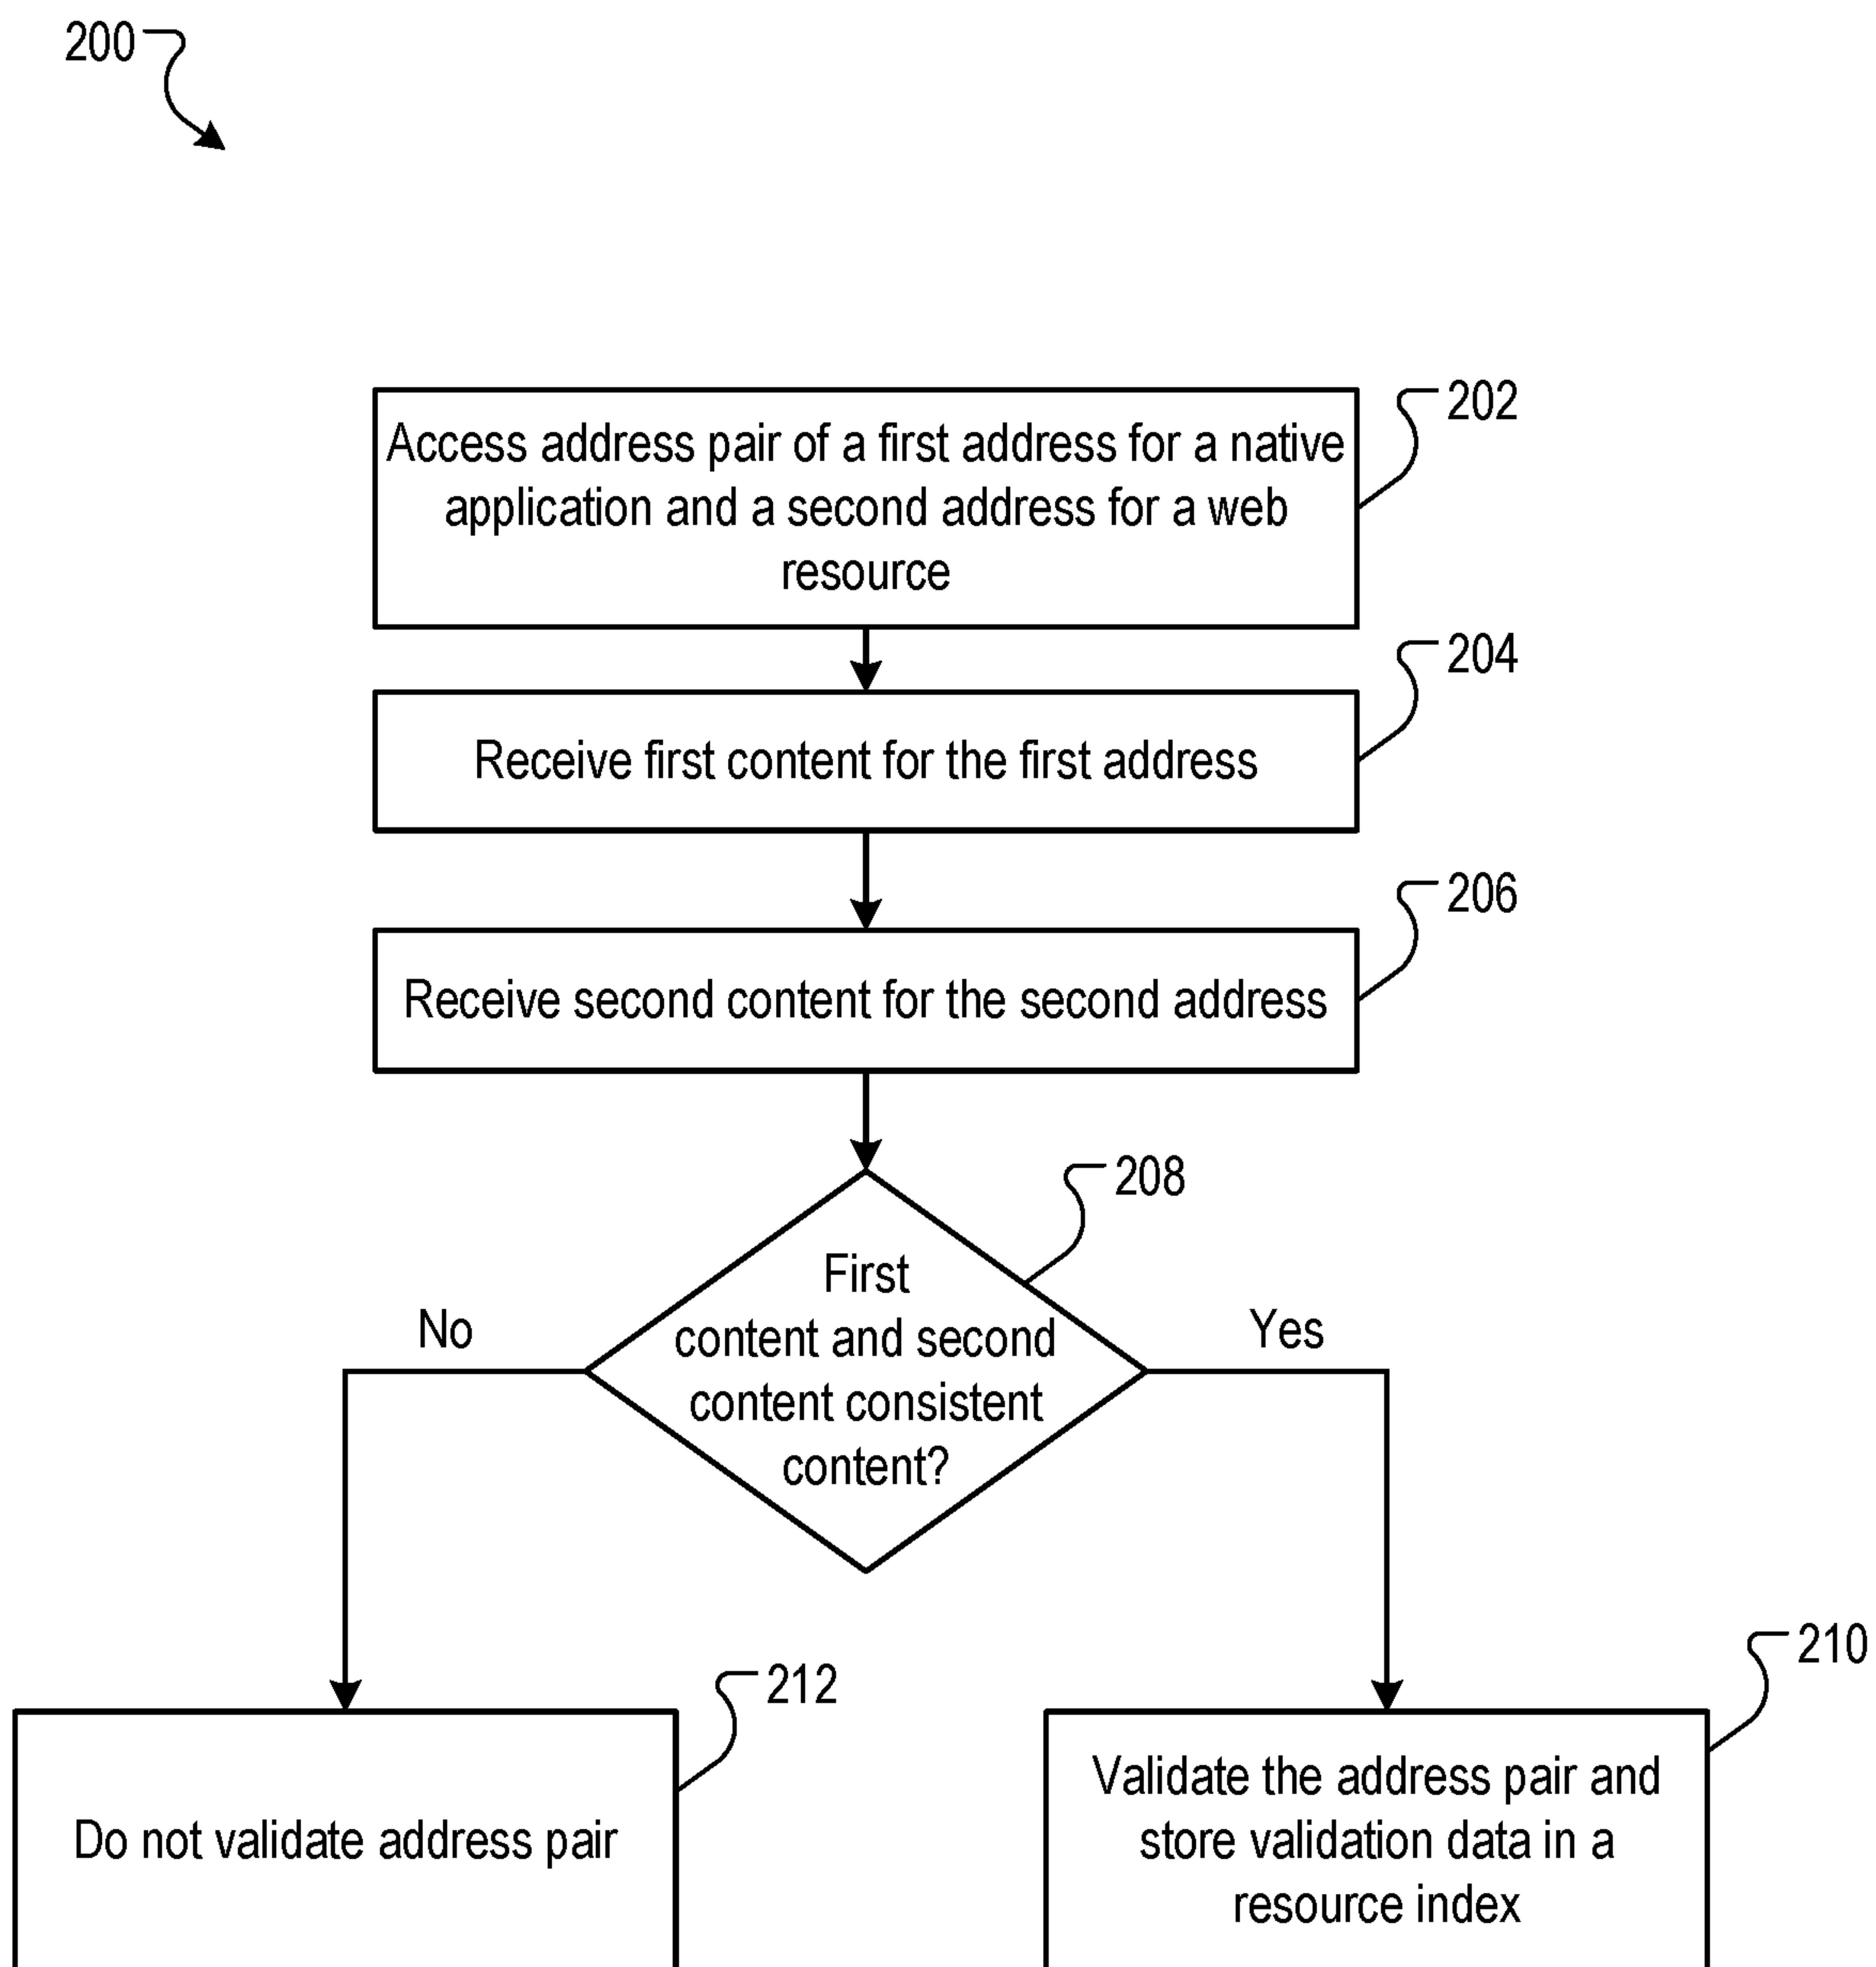 200
202
Access address pair of a first address for a native
application and a second address for a web
resource
204
Receive first content for the first address
206
Receive second content for the second address
208
First
content and second
content consistent
content?
No
Yes
212
Do not validate address pair
210
Validate the address pair and
store validation data in a
resource index